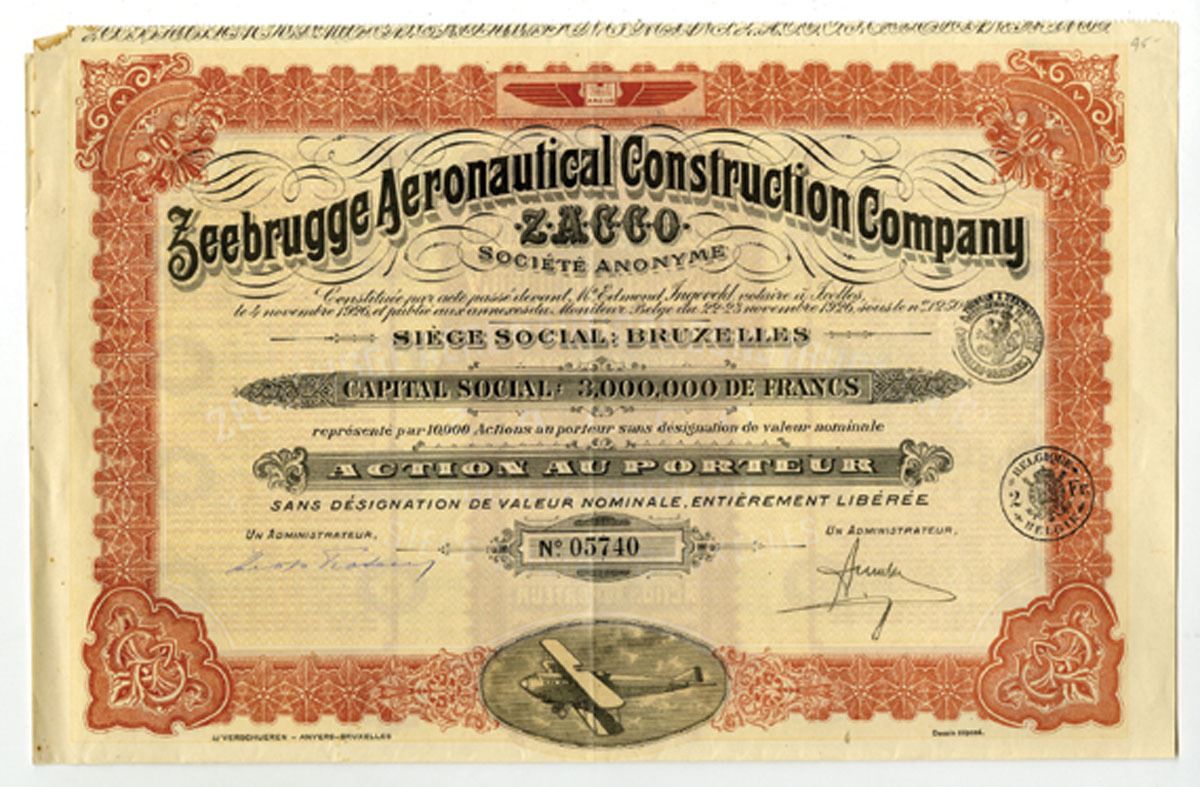 95-
Zeebrugge Aeronautical Construction Company
·Z·A·C·C·O·
SOCIÉTÉ ANONYME
Constituée par acte passé devant Me Edmond Ingeveld notaire à Ixelles,
le 4 novembre 1926, et publié aux annexes du Moniteur Belge du 22-23 novembre 1926, sous le no
SIÈGE SOCIAL: BRUXELLES
CAPITAL SOCIAL: 3,000,000 DE FRANCS
représenté par 10,000 Actions au porteur sans désignation de valeur nominale
ACTION AU PORTEUR
SANS DÉSIGNATION DE VALEUR NOMINALE, ENTIÈREMENT LIBÉRÉE
BELGIQUE
2 Fr.
BELGIË
UN ADMINISTRATEUR,
UN ADMINISTRATEUR,
No 05740
VERSCHUEREN - ANVERS-BRUXELLES
Dessin déposé.